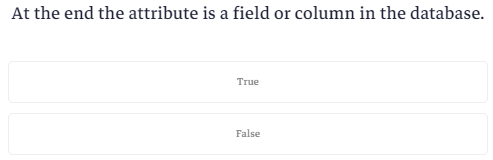 At the end the attribute is a field or column in the database.
True
False